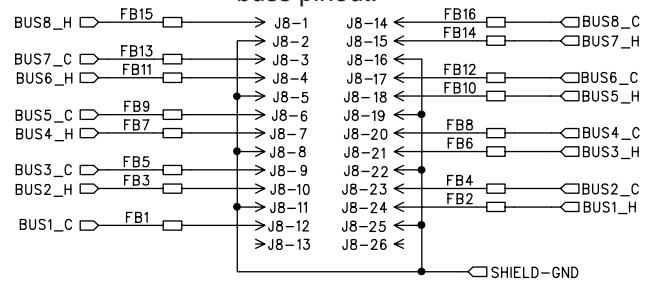 buss pinout.
BUS8_H FB15 J8-1 J8-14 FB16 BUS8_C
J8-2 J8-15 FB14 BUS7_H
BUS7_C FB13 J8-3 J8-16
BUS6_H FB11 J8-4 J8-17 FB12 BUS6_C
J8-5 J8-18 FB10 BUS5_H
BUS5_C FB9 J8-6 J8-19
BUS4_H FB7 J8-7 J8-20 FB8 BUS4_C
J8-8 J8-21 FB6 BUS3_H
BUS3_C FB5 J8-9 J8-22
BUS2_H FB3 J8-10 J8-23 FB4 BUS2_C
J8-11 J8-24 FB2 BUS1_H
BUS1_C FB1 J8-12 J8-25
J8-13 J8-26
SHIELD-GND